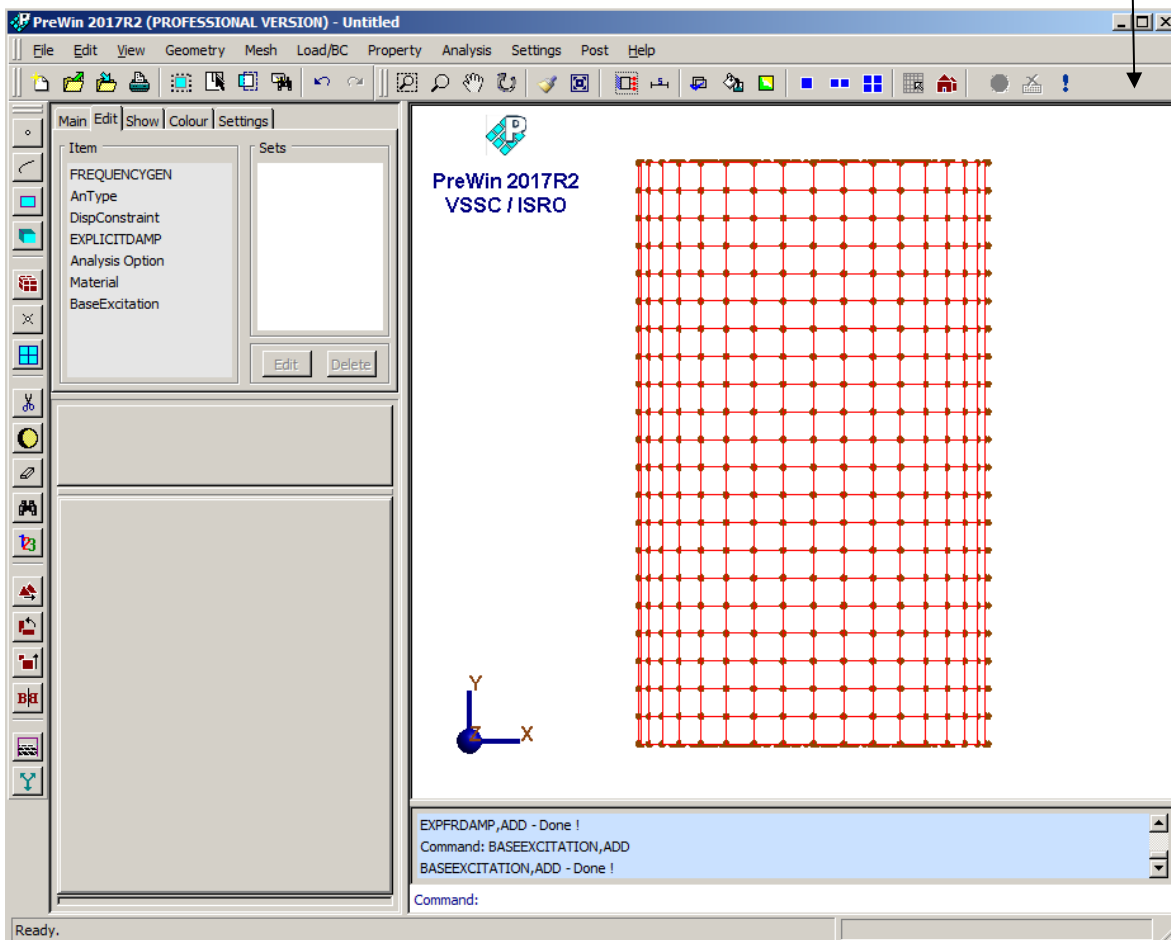 PreWin 2017R2 (PROFESSIONAL VERSION) - Untitled
File Edit View Geometry Mesh Load/BC Property Analysis Settings Post Help
Main Edit Show Colour Settings
Item Sets
FREQUENCYGEN
AnType
DispConstraint
EXPLICITDAMP
Analysis Option
Material
BaseExcitation
Edit Delete
PreWin 2017R2
VSSC / ISRO
Y
Z X
EXPFRDAMP,ADD - Done !
Command: BASEEXCITATION,ADD
BASEEXCITATION,ADD - Done !
Command:
Ready.